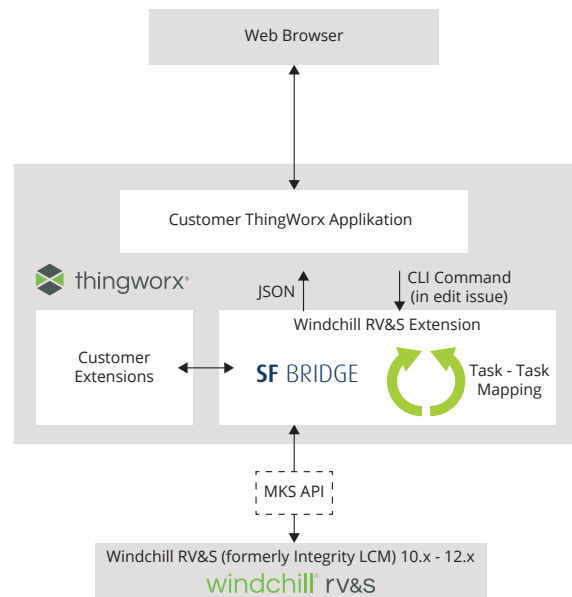 Web Browser
Customer ThingWorx Applikation
thingworx®
JSON
CLI Command
(in edit issue)
Windchill RV&S Extension
Customer
Extensions
SF BRIDGE
Task - Task
Mapping
MKS API
Windchill RV&S (formerly Integrity LCM) 10.x - 12.x
windchill® rv&s